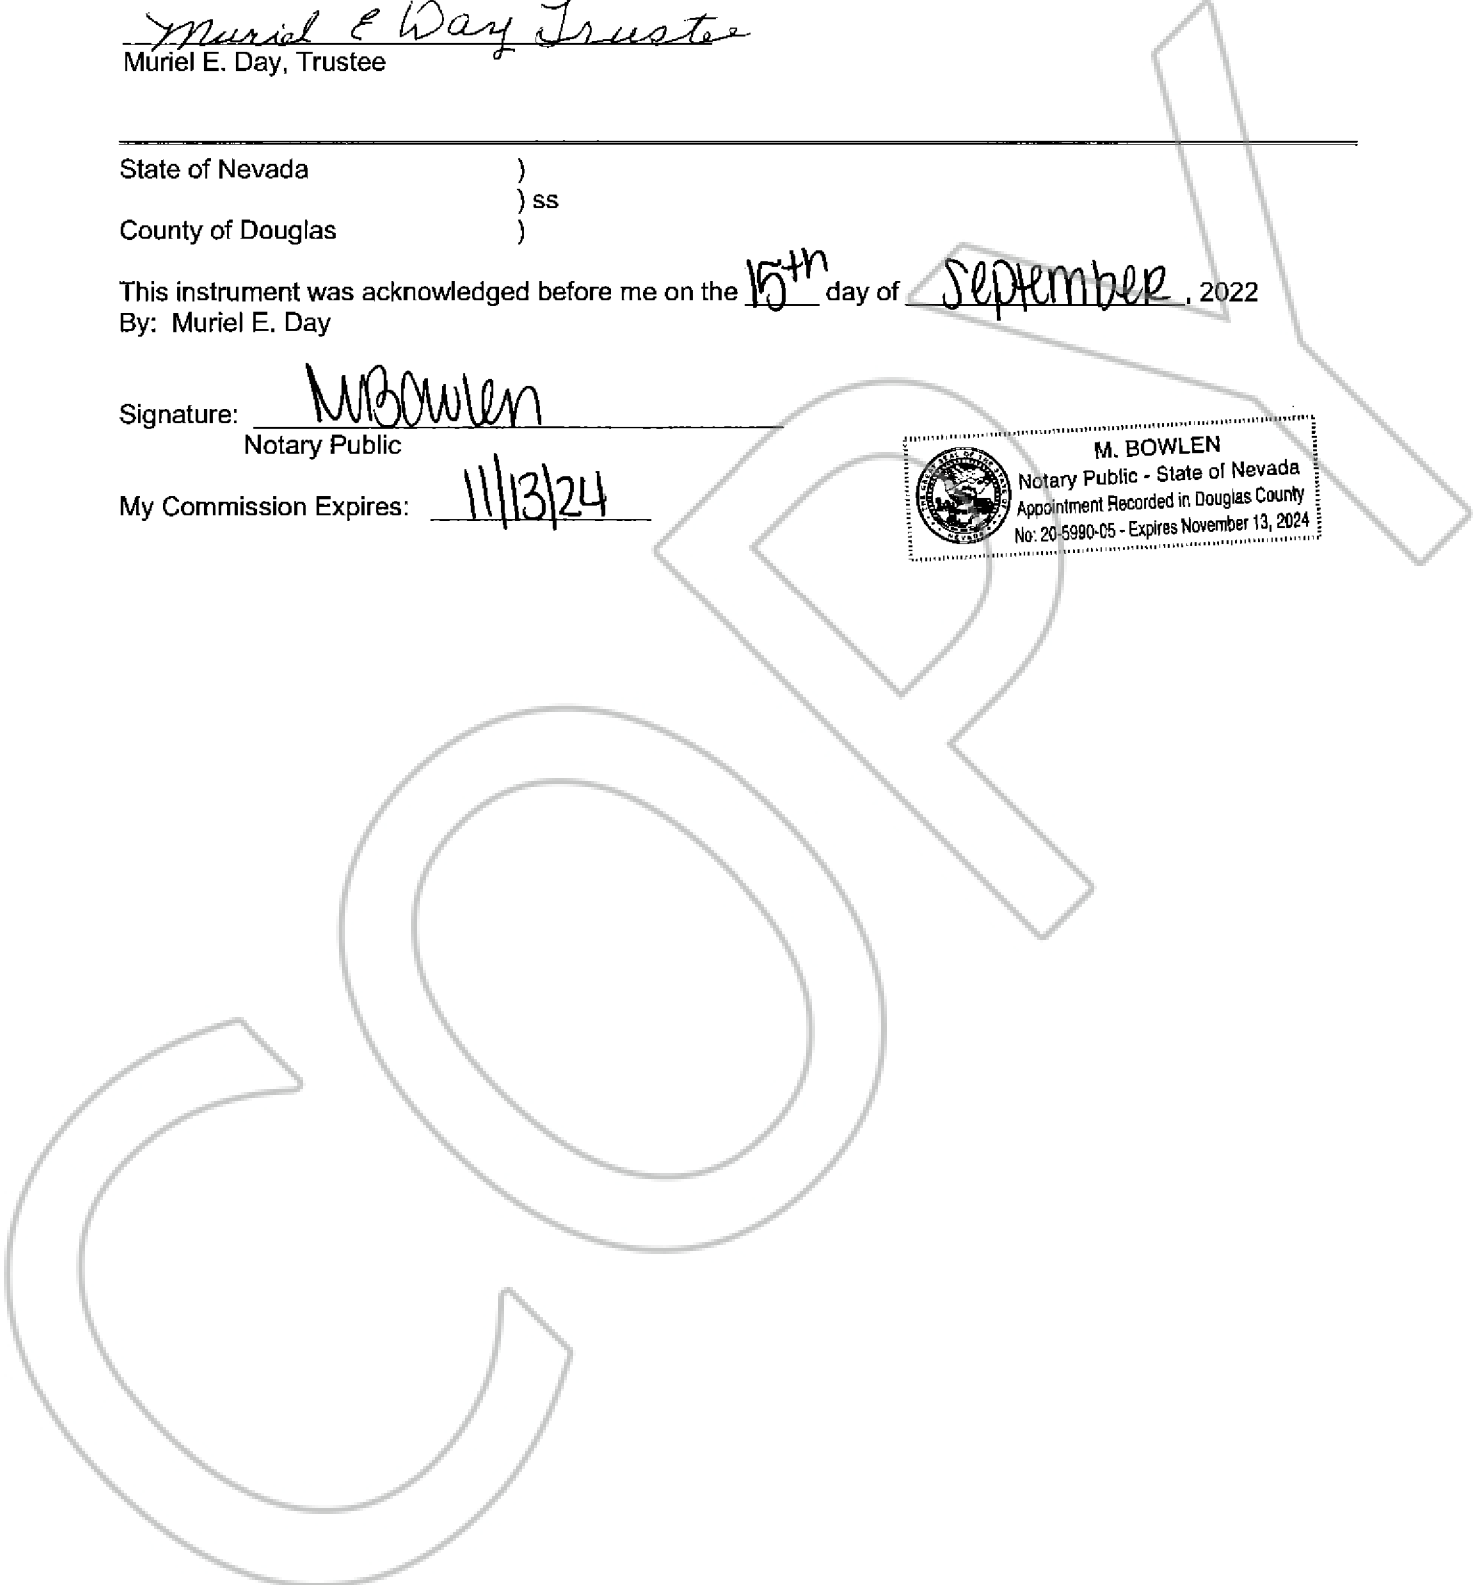 Muriel E Day Trustee
Muriel E. Day, Trustee
State of Nevada )
) ss
County of Douglas )
This instrument was acknowledged before me on the 15th day of September, 2022
By: Muriel E. Day
Signature: MBowlen
Notary Public
My Commission Expires: 11/13/24
M. BOWLEN
Notary Public - State of Nevada
Appointment Recorded in Douglas County
No: 20-5990-05 - Expires November 13, 2024
COPY